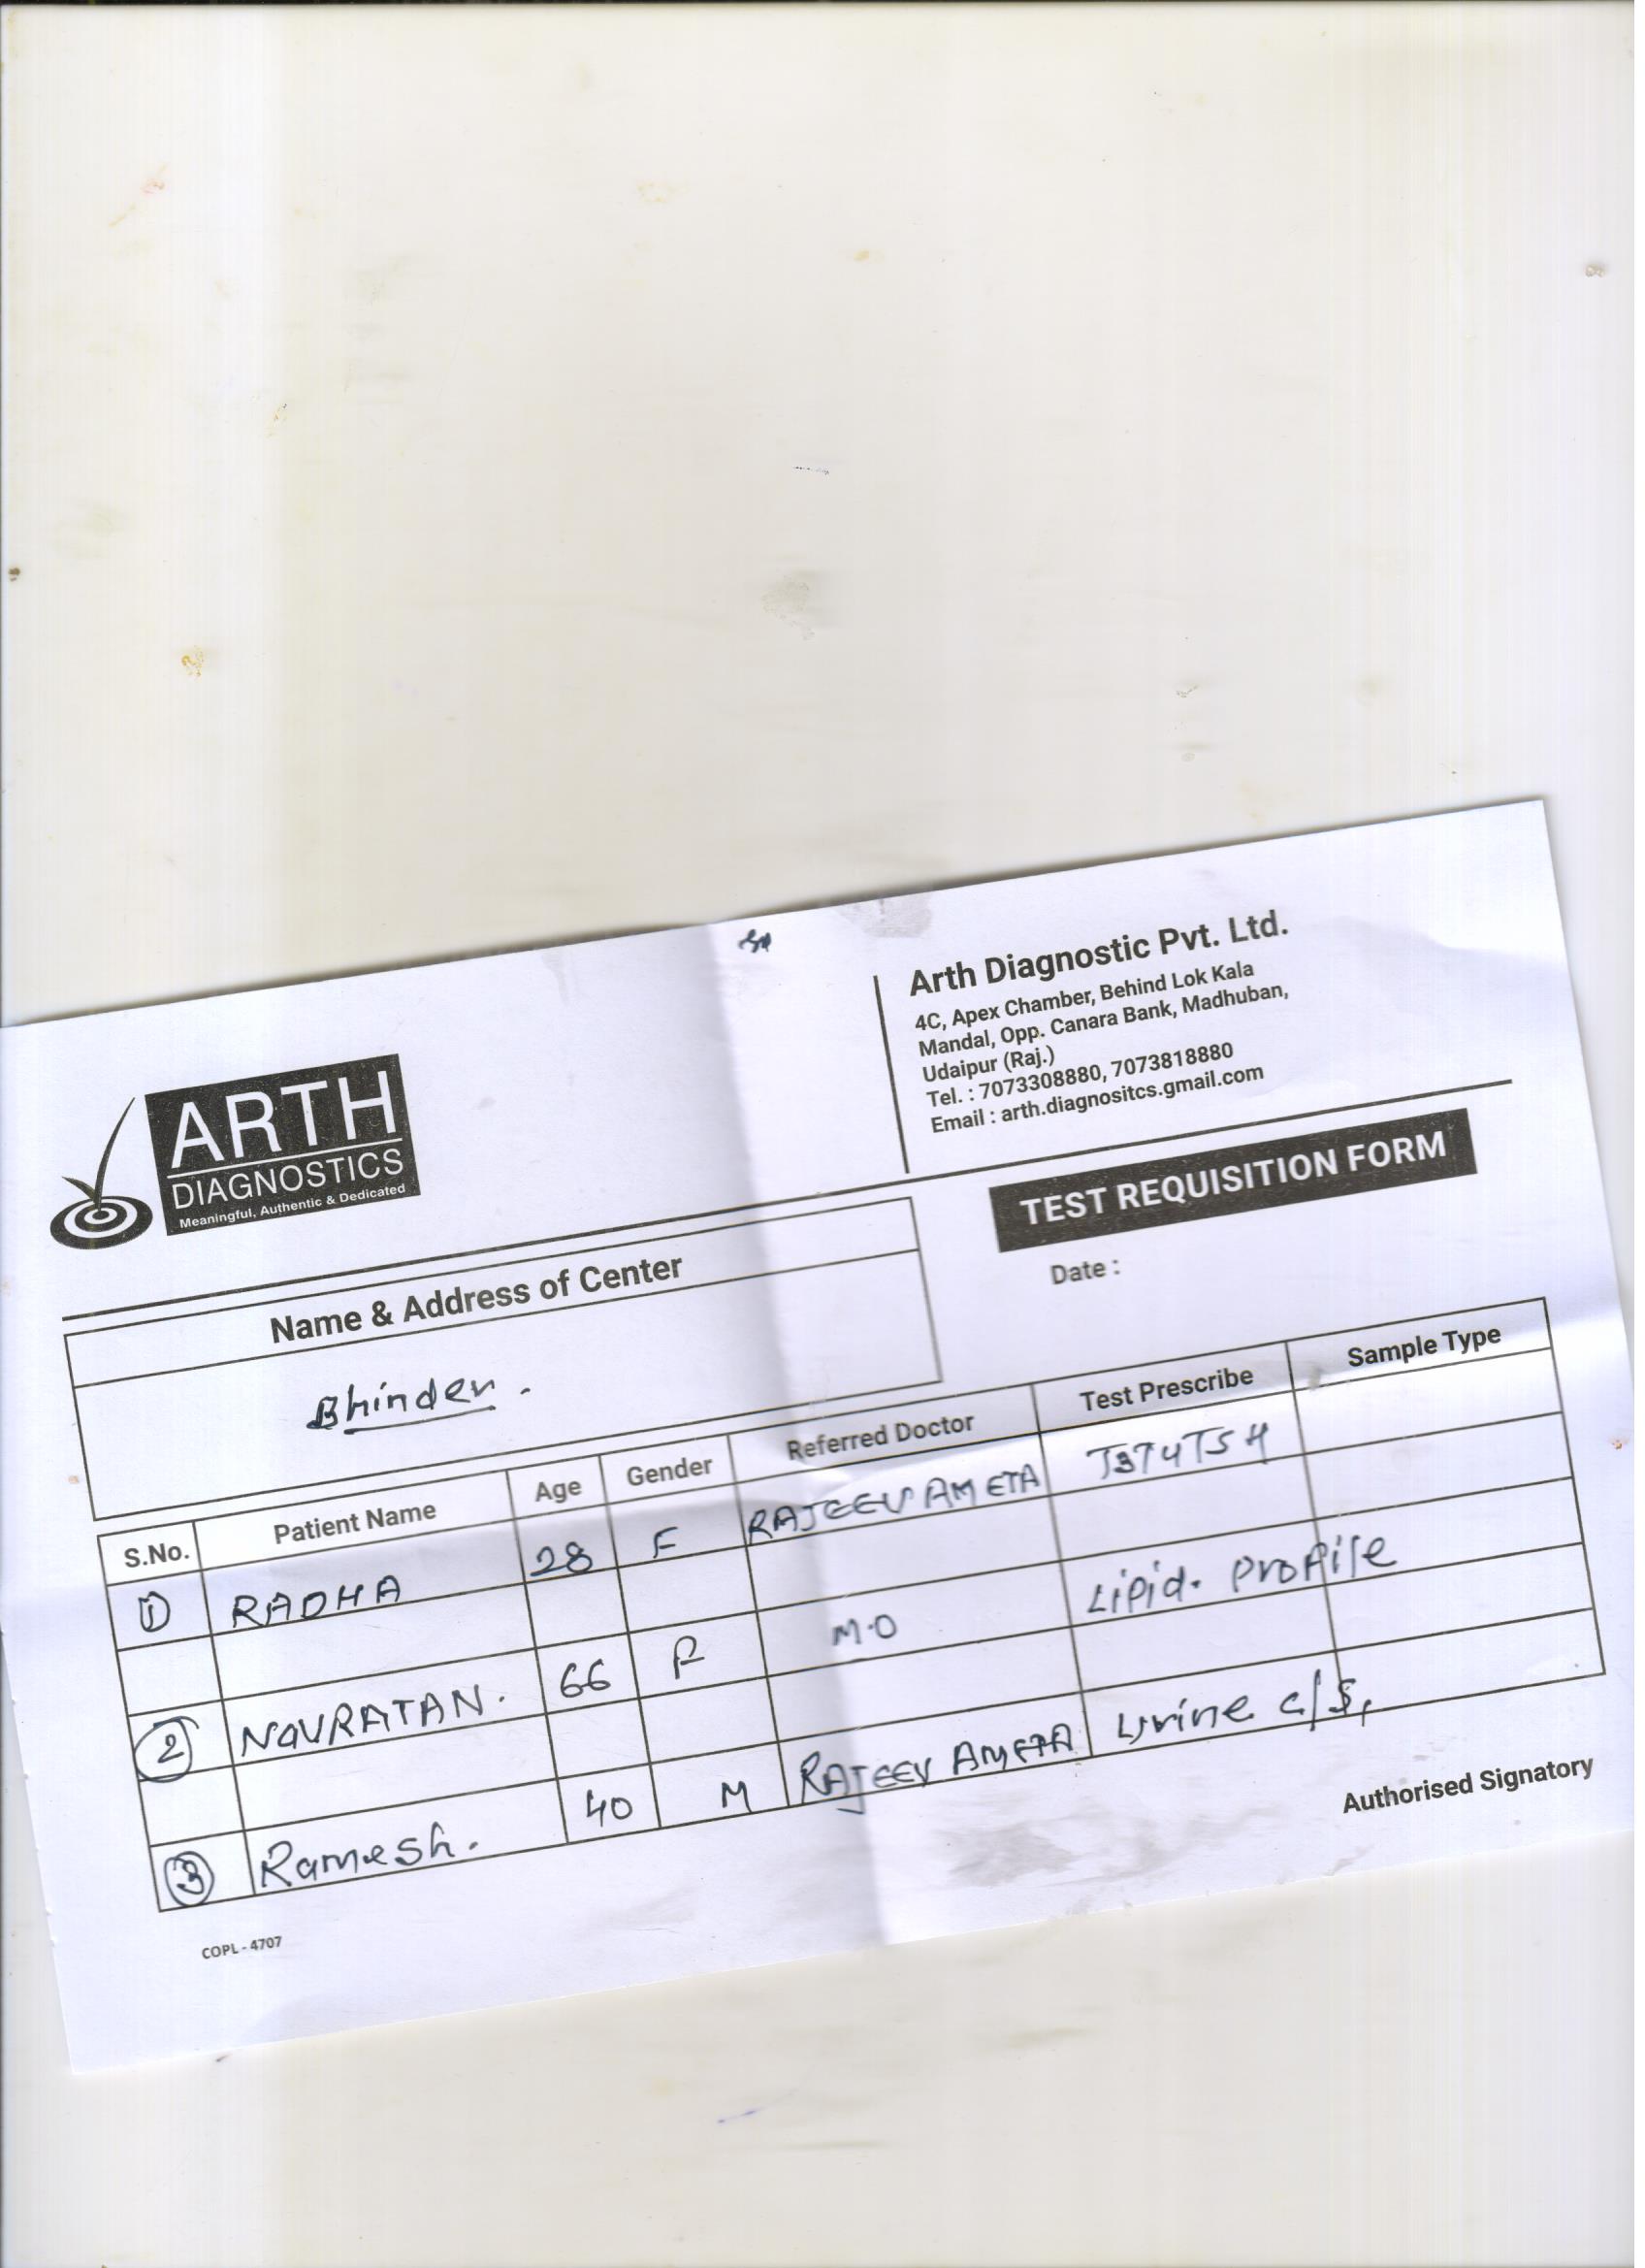 ARTH
DIAGNOSTICS
Meaningful, Authentic & Dedicated
Arth Diagnostic Pvt. Ltd.
4C, Apex Chamber, Behind Lok Kala
Mandal, Opp. Canara Bank, Madhuban,
Udaipur (Raj.)
Tel. : 7073308880, 7073818880
Email : arth.diagnositcs.gmail.com
TEST REQUISITION FORM
Date :
Name & Address of Center
Bhinder.
S.No. Patient Name Age Gender Referred Doctor Test Prescribe Sample Type
1 RADHA 28 F RAJEEV AMETA T3T4TSH
2 NAVRATAN. 66 F M.O Lipid. Profile
3 Ramesh. 40 M RAJEEV AMETA Urine c/s,
Authorised Signatory
COPL - 4707